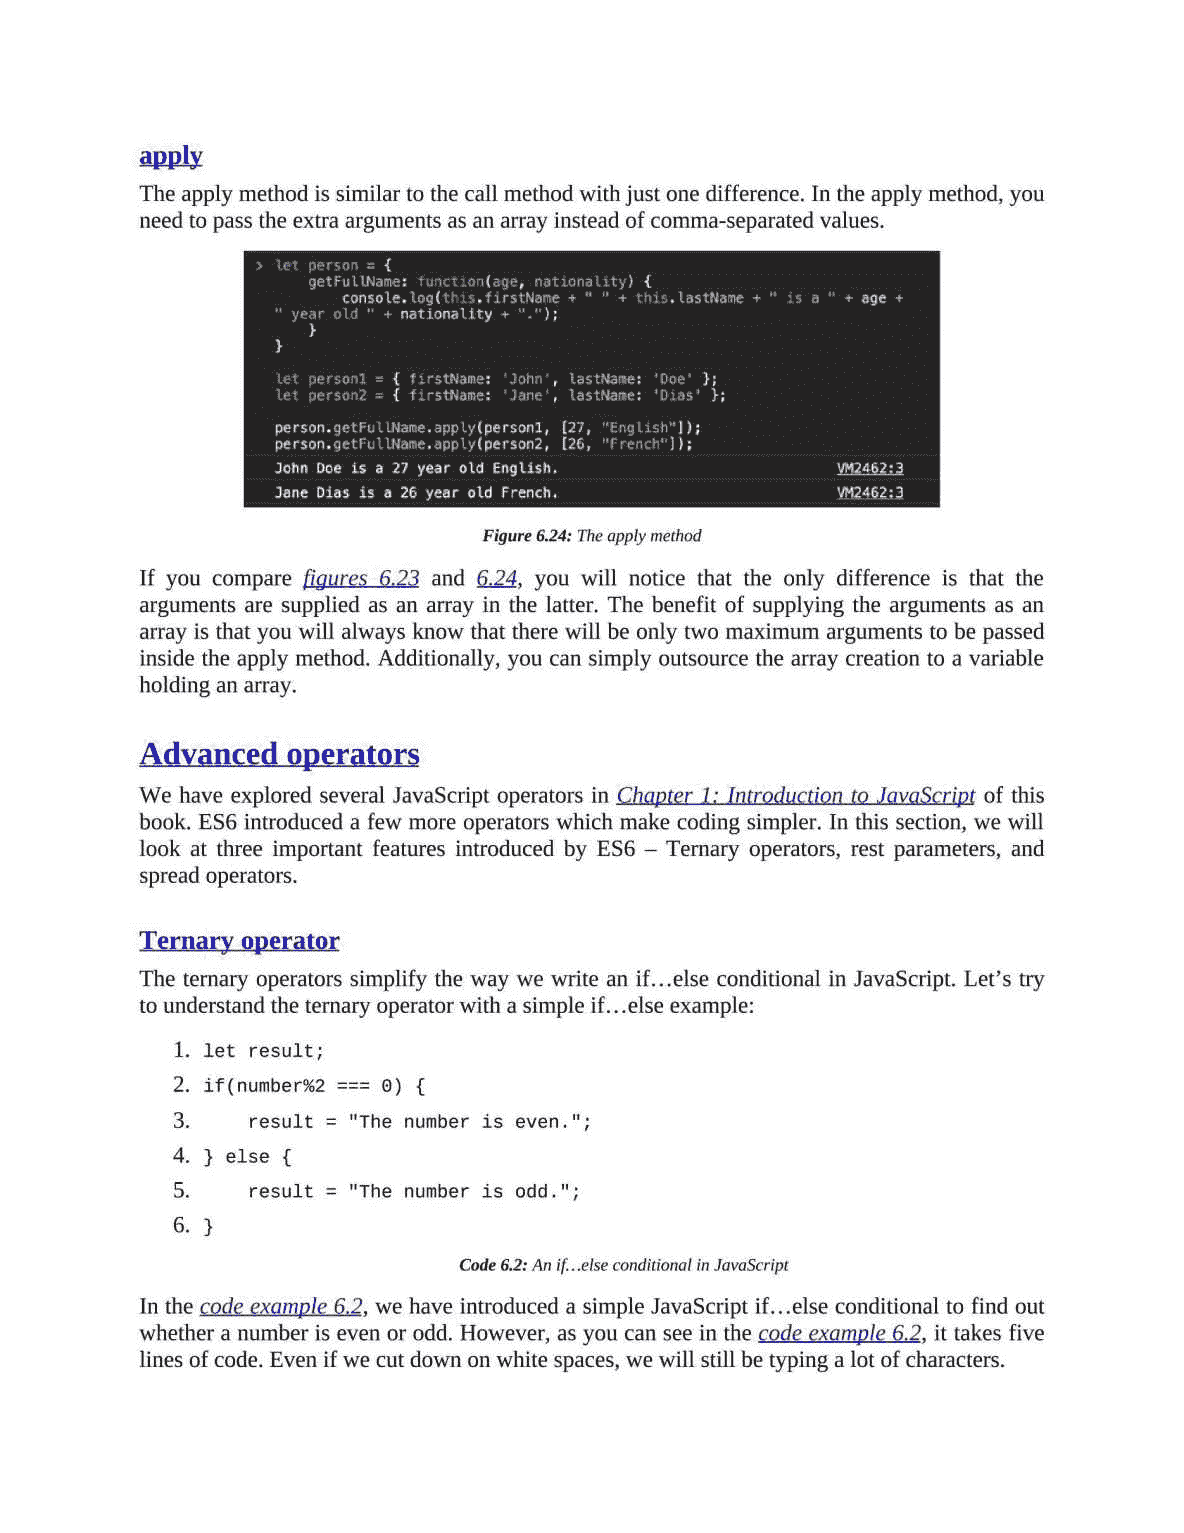 apply
The apply method is similar to the call method with just one difference. In the apply method, you
need to pass the extra arguments as an array instead of comma-separated values.
> let person = {
    getFullName: function(age, nationality) {
        console.log(this.firstName + " " + this.lastName + " is a " + age +
" year old " + nationality + ".");
    }
}
let person1 = { firstName: 'John', lastName: 'Doe' };
let person2 = { firstName: 'Jane', lastName: 'Dias' };
person.getFullName.apply(person1, [27, "English"]);
person.getFullName.apply(person2, [26, "French"]);
John Doe is a 27 year old English. VM2462:3
Jane Dias is a 26 year old French. VM2462:3
Figure 6.24: The apply method
If you compare figures 6.23 and 6.24, you will notice that the only difference is that the
arguments are supplied as an array in the latter. The benefit of supplying the arguments as an
array is that you will always know that there will be only two maximum arguments to be passed
inside the apply method. Additionally, you can simply outsource the array creation to a variable
holding an array.
Advanced operators
We have explored several JavaScript operators in Chapter 1: Introduction to JavaScript of this
book. ES6 introduced a few more operators which make coding simpler. In this section, we will
look at three important features introduced by ES6 – Ternary operators, rest parameters, and
spread operators.
Ternary operator
The ternary operators simplify the way we write an if…else conditional in JavaScript. Let’s try
to understand the ternary operator with a simple if…else example:
1. let result;
2. if(number%2 === 0) {
3.     result = "The number is even.";
4. } else {
5.     result = "The number is odd.";
6. }
Code 6.2: An if…else conditional in JavaScript
In the code example 6.2, we have introduced a simple JavaScript if…else conditional to find out
whether a number is even or odd. However, as you can see in the code example 6.2, it takes five
lines of code. Even if we cut down on white spaces, we will still be typing a lot of characters.